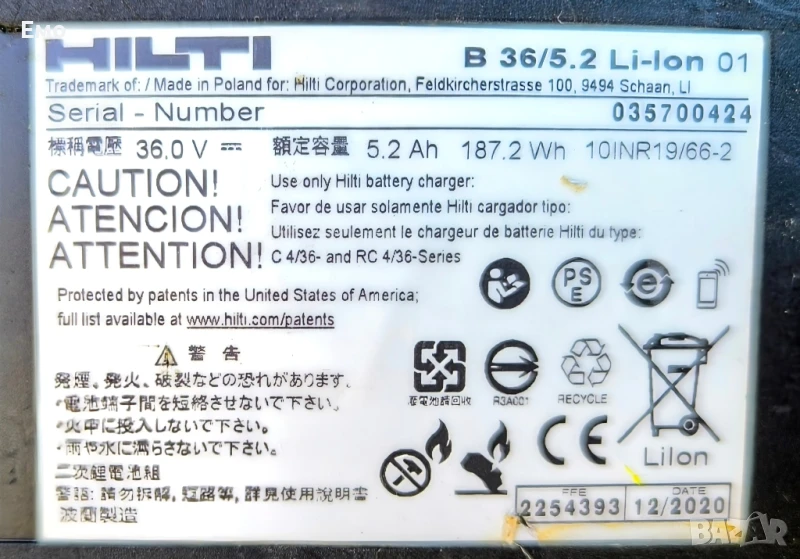 HILTI
B 36/5.2 Li-Ion 01
Trademark of: / Made in Poland for: Hilti Corporation, Feldkircherstrasse 100, 9494 Schaan, LI
Serial - Number 035700424
標稱電壓 36.0 V 額定容量 5.2 Ah 187.2 Wh 10INR19/66-2
CAUTION! Use only Hilti battery charger:
ATENCION! Favor de usar solamente Hilti cargador tipo:
ATTENTION! Utilisez seulement le chargeur de batterie Hilti du type:
C 4/36- and RC 4/36-Series
Protected by patents in the United States of America;
full list available at www.hilti.com/patents
PS
E
e
警 告
発煙、発火、破裂などの恐れがあります.
・電池端子間を短絡させないで下さい.
・火中に投入しないで下さい.
・雨や水に濡らさないで下さい.
廢電池請回收
R3A001
RECYCLE
CE
LiIon
二次鋰電池組
警語: 請勿拆解, 短路等, 詳見使用說明書
波蘭製造
DATE
2254393 12/2020
BAZAR